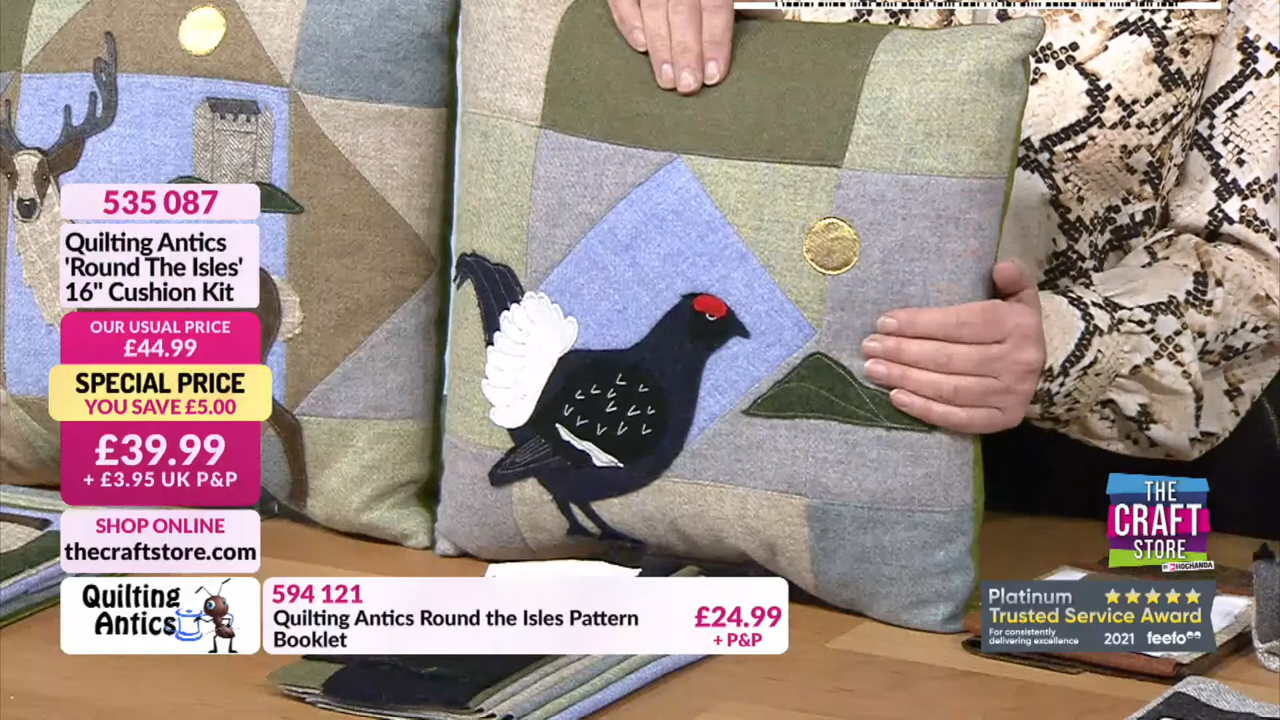 535 087
Quilting Antics
'Round The Isles'
16" Cushion Kit
OUR USUAL PRICE
£44.99
SPECIAL PRICE
YOU SAVE £5.00
£39.99
+ £3.95 UK P&P
SHOP ONLINE
thecraftstore.com
Quilting
Antics
594 121
Quilting Antics Round the Isles Pattern
Booklet
£24.99
+ P&P
THE
CRAFT
STORE
BY HOCHANDA
Platinum
Trusted Service Award
For consistently
delivering excellence
2021 feefo